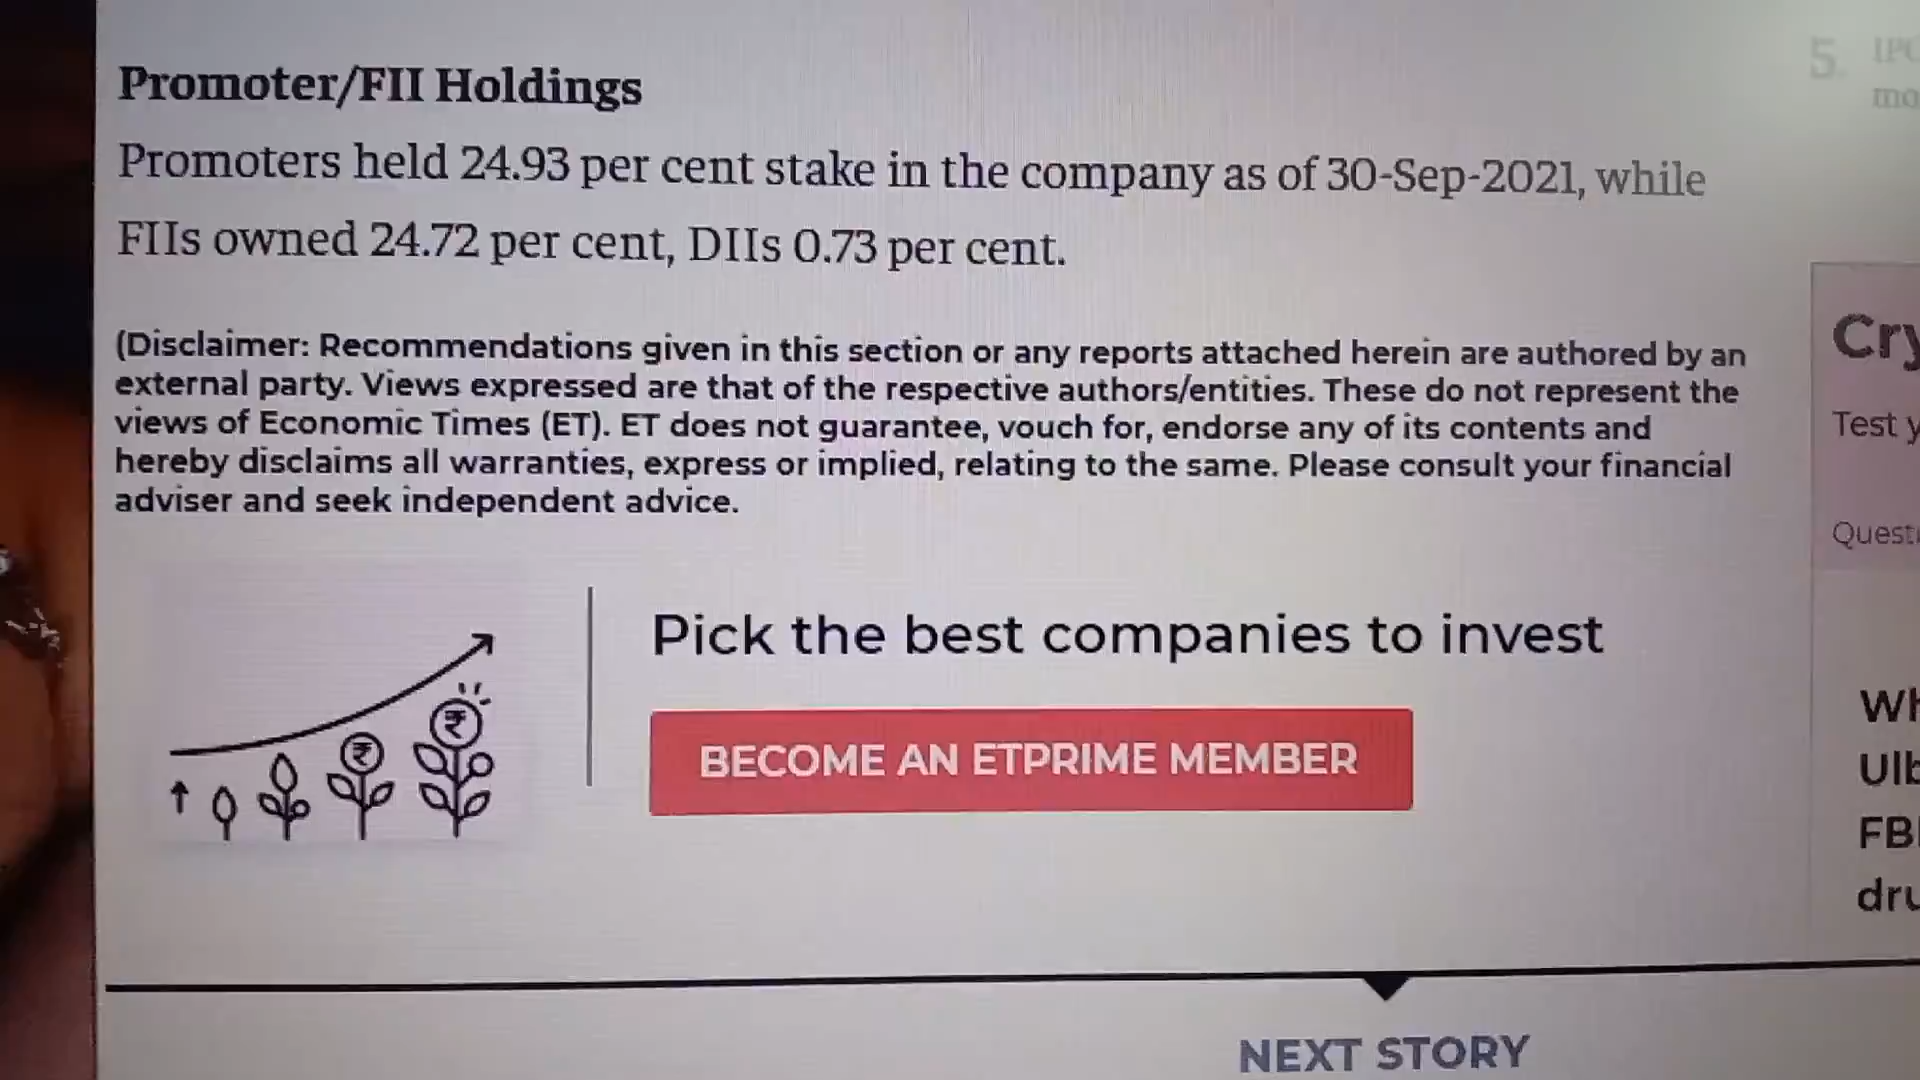 Promoter/FII Holdings
Promoters held 24.93 per cent stake in the company as of 30-Sep-2021, while
FIIs owned 24.72 per cent, DIIs 0.73 per cent.
(Disclaimer: Recommendations given in this section or any reports attached herein are authored by an
external party. Views expressed are that of the respective authors/entities. These do not represent the
views of Economic Times (ET). ET does not guarantee, vouch for, endorse any of its contents and
hereby disclaims all warranties, express or implied, relating to the same. Please consult your financial
adviser and seek independent advice.
₹ ₹
Pick the best companies to invest
BECOME AN ETPRIME MEMBER
NEXT STORY
5.
Test